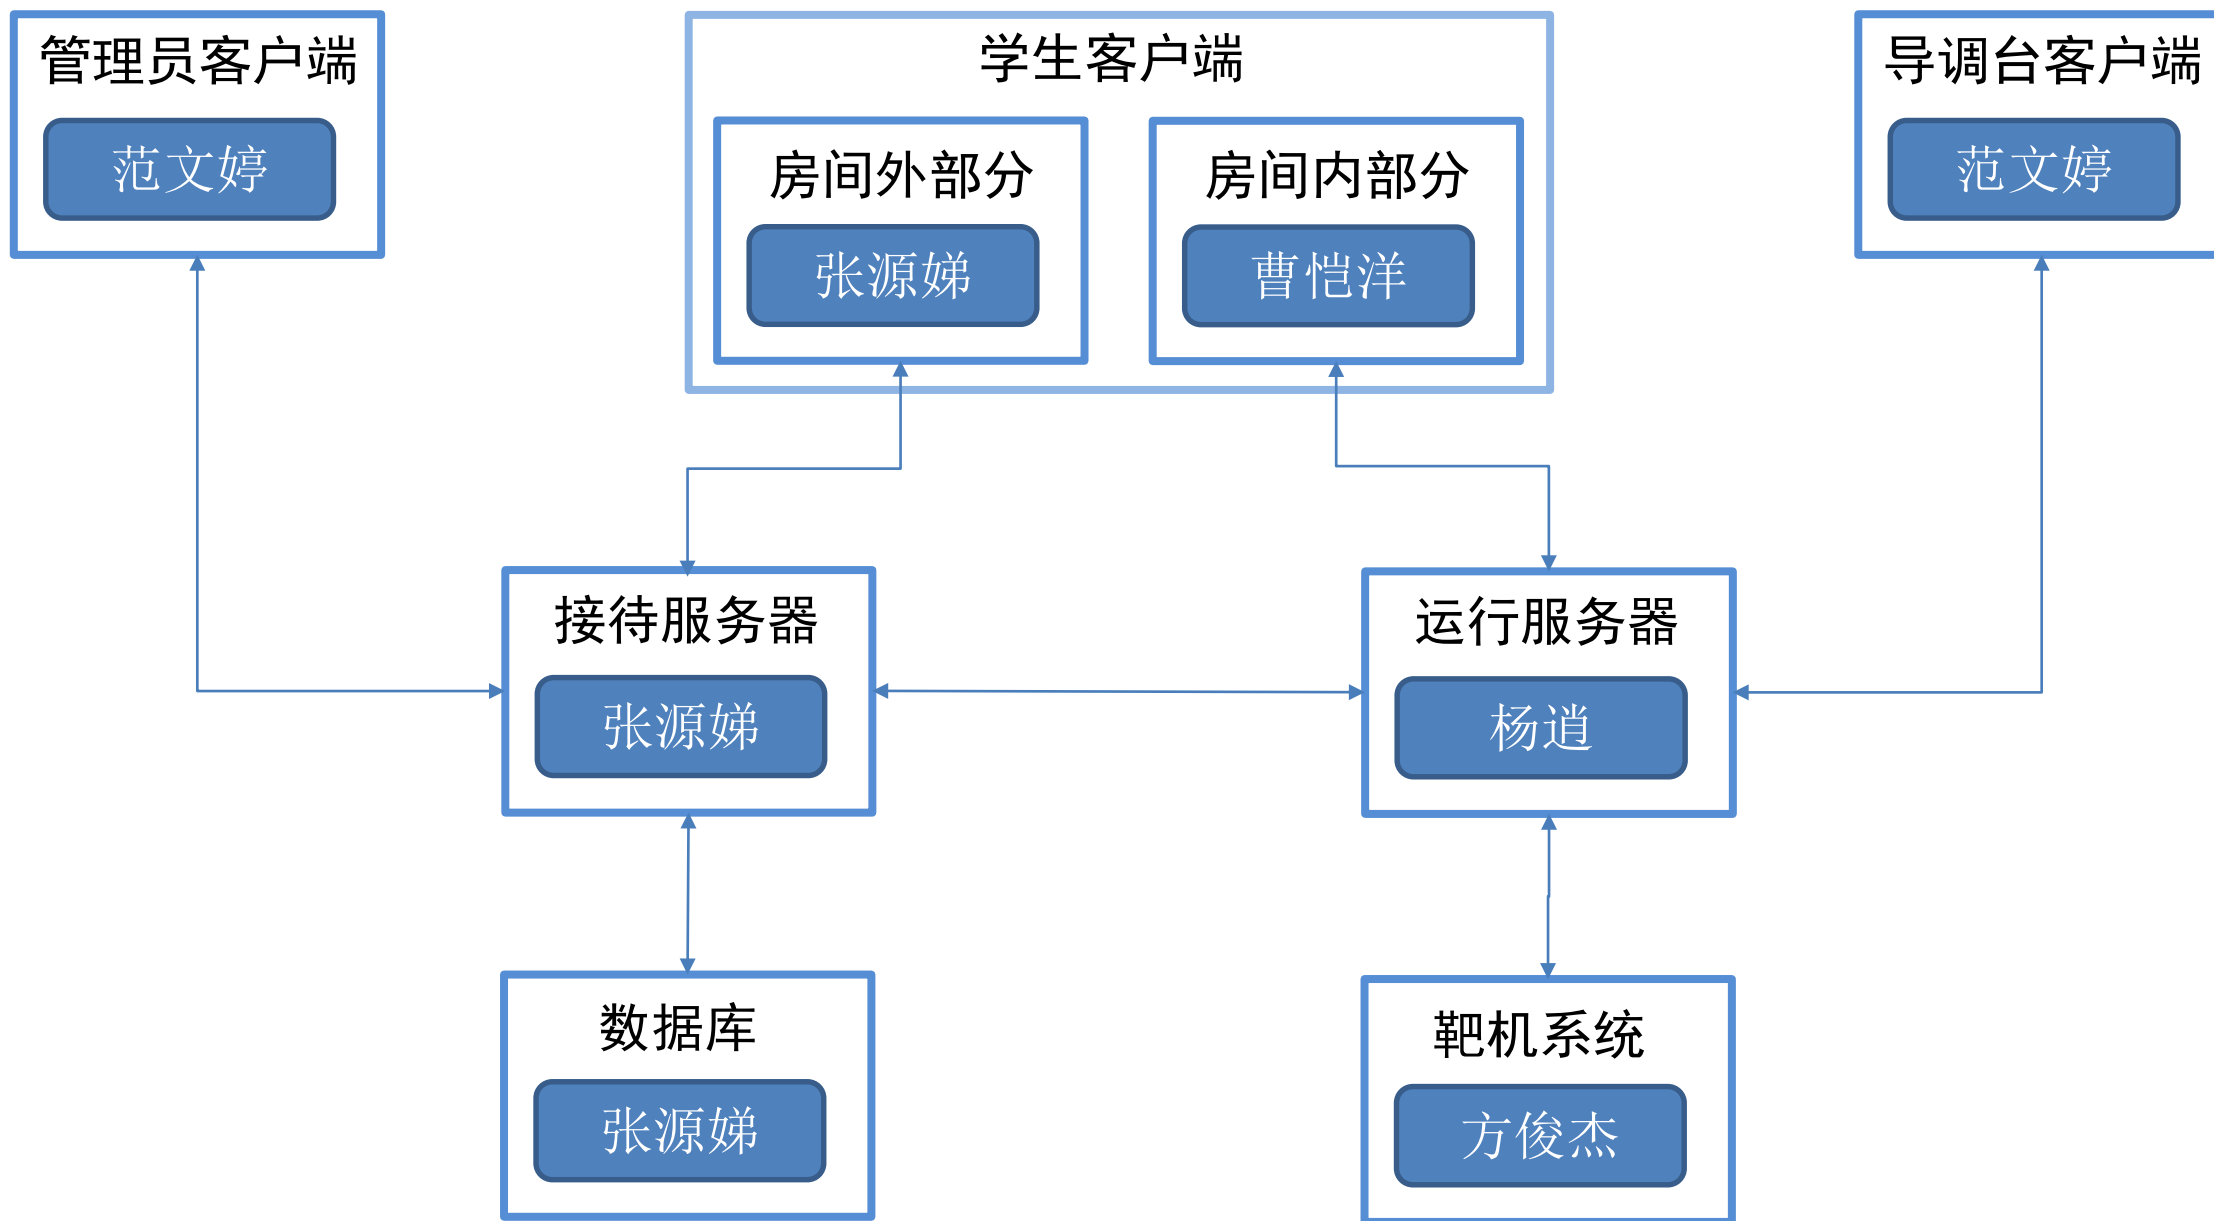 管理员客户端
范文婷
学生客户端
房间外部分
张源娣
房间内部分
曹恺洋
导调台客户端
范文婷
接待服务器
张源娣
运行服务器
杨逍
数据库
张源娣
靶机系统
方俊杰